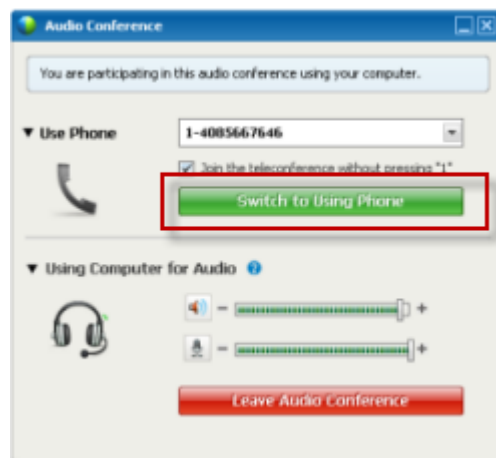 Audio Conference
You are participating in this audio conference using your computer.
Use Phone
1-4085667646
Join the teleconference without pressing "1"
Switch to Using Phone
Using Computer for Audio
Leave Audio Conference